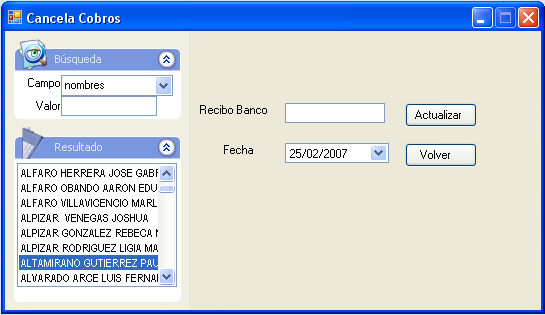 Cancela Cobros
Búsqueda
Campo nombres
Valor
Resultado
ALFARO HERRERA JOSE GABR
ALFARO OBANDO AARON EDU
ALFARO VILLAVICENCIO MARL
ALPIZAR VENEGAS JOSHUA
ALPIZAR GONZALEZ REBECA
ALPIZAR RODRIGUEZ LIGIA MA
ALTAMIRANO GUTIERREZ PAU
ALVARADO ARCE LUIS FERNA
Recibo Banco
Actualizar
Fecha 25/02/2007
Volver